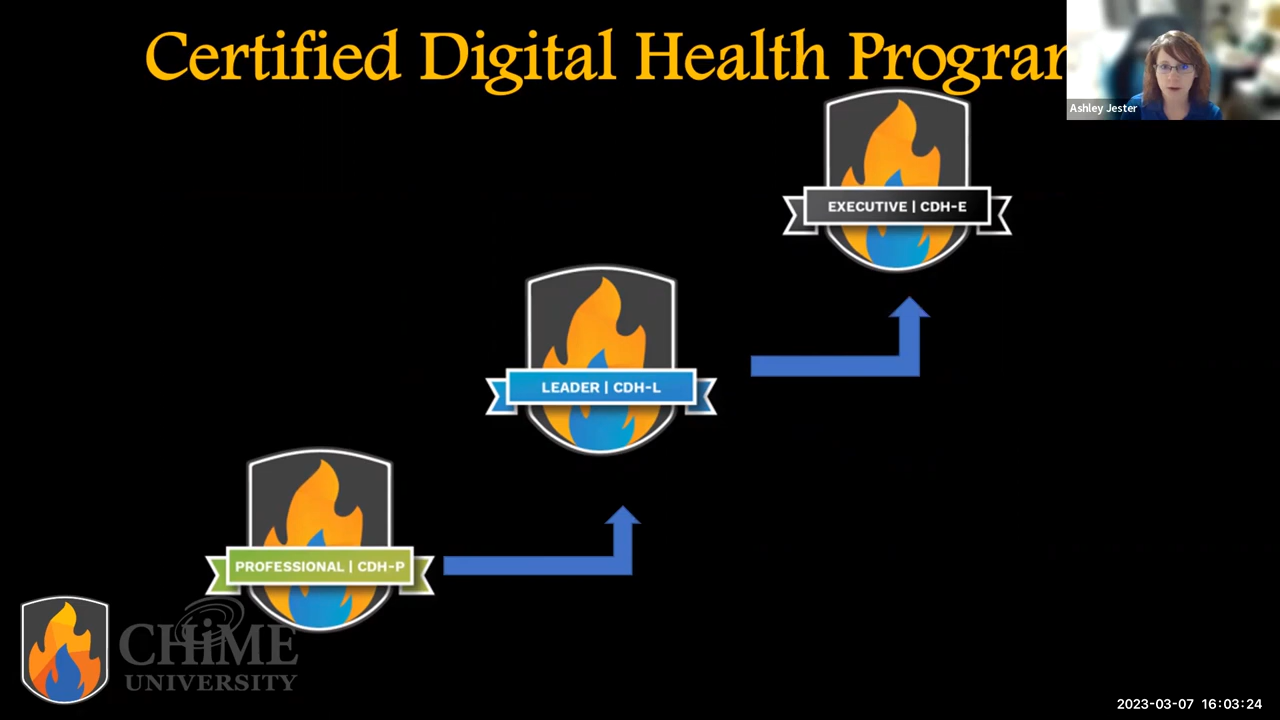 Certified Digital Health Program
Ashley Jester
EXECUTIVE | CDH-E
LEADER | CDH-L
PROFESSIONAL | CDH-P
CHiME
UNIVERSITY
2023-03-07 16:03:24